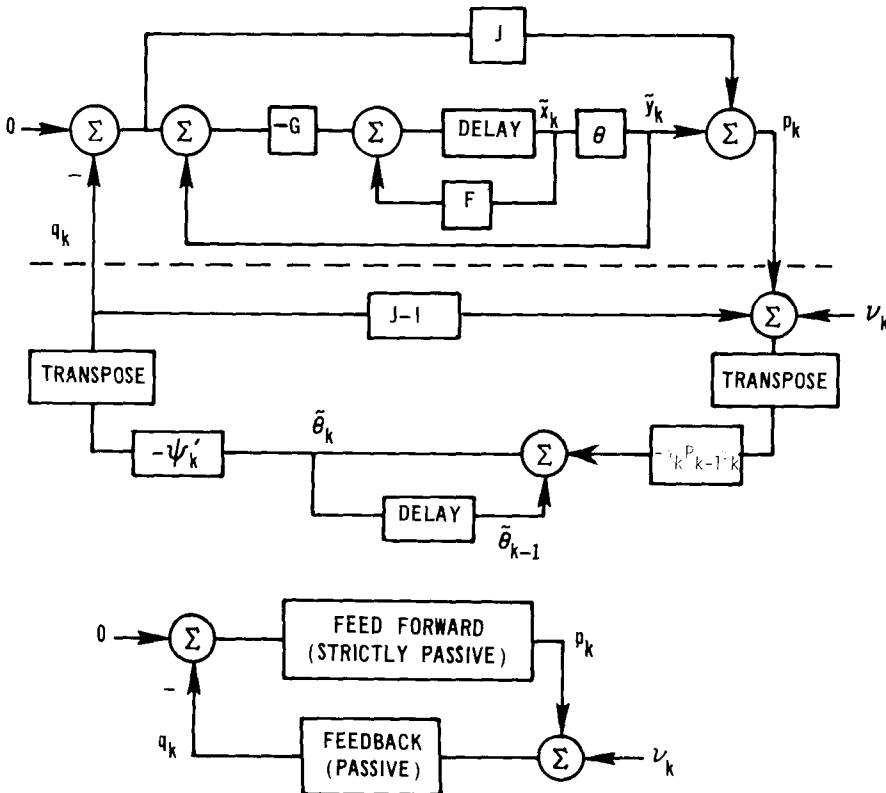 J
0 Σ Σ -G Σ DELAY x̃ₖ θ ỹₖ Σ pₖ
-
F
qₖ
J-I Σ νₖ
TRANSPOSE TRANSPOSE
-ψₖ′ θ̃ₖ Σ
DELAY
θ̃ₖ₋₁
0 Σ FEED FORWARD
(STRICTLY PASSIVE) pₖ
-
qₖ FEEDBACK
(PASSIVE) Σ νₖ